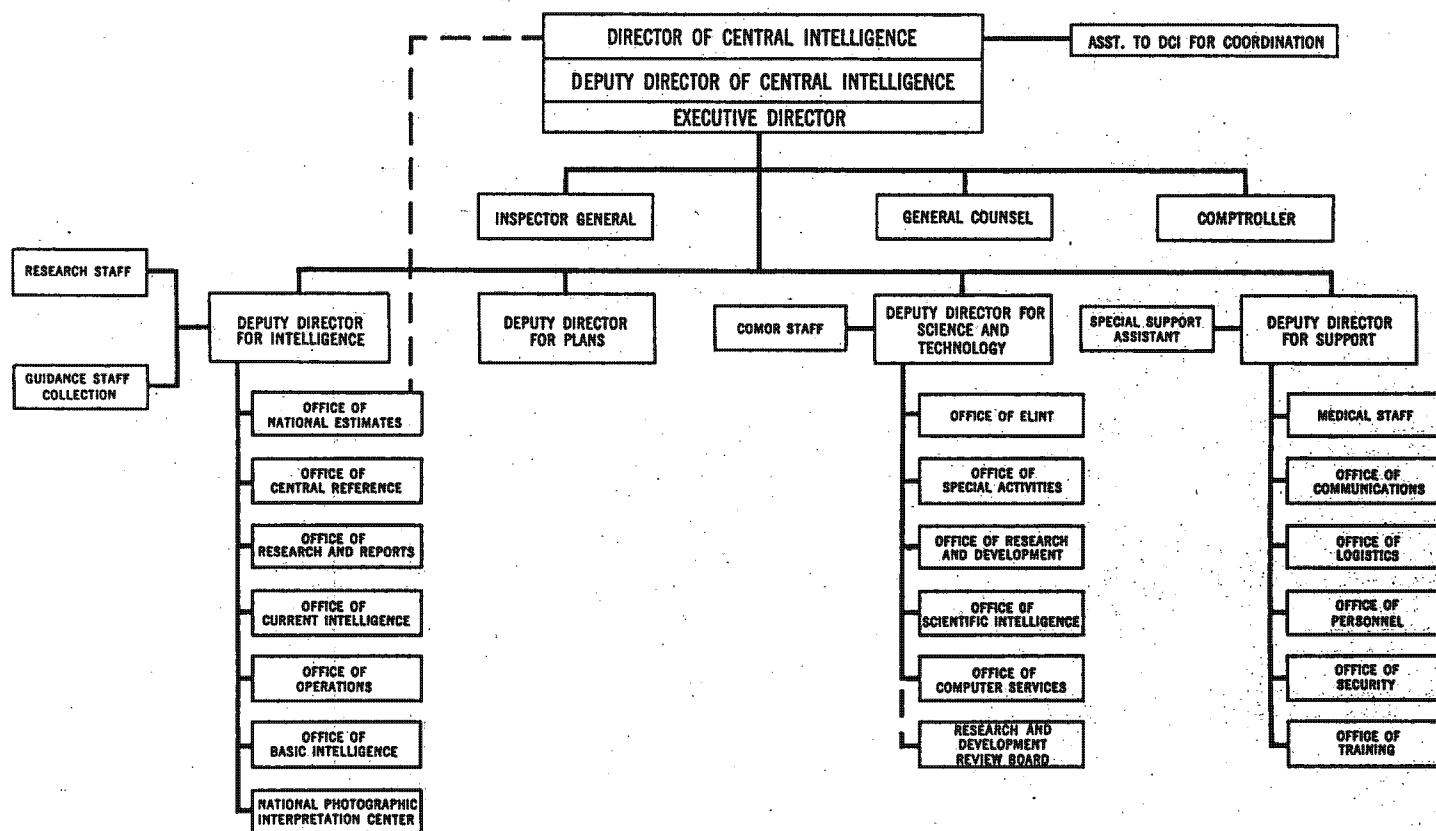 DIRECTOR OF CENTRAL INTELLIGENCE
ASST. TO DCI FOR COORDINATION
DEPUTY DIRECTOR OF CENTRAL INTELLIGENCE
EXECUTIVE DIRECTOR
INSPECTOR GENERAL
GENERAL COUNSEL
COMPTROLLER
RESEARCH STAFF
GUIDANCE STAFF
COLLECTION
DEPUTY DIRECTOR
FOR INTELLIGENCE
DEPUTY DIRECTOR
FOR PLANS
COMOR STAFF
DEPUTY DIRECTOR FOR
SCIENCE AND
TECHNOLOGY
SPECIAL SUPPORT
ASSISTANT
DEPUTY DIRECTOR
FOR SUPPORT
OFFICE OF
NATIONAL ESTIMATES
OFFICE OF
CENTRAL REFERENCE
OFFICE OF
RESEARCH AND REPORTS
OFFICE OF
CURRENT INTELLIGENCE
OFFICE OF
OPERATIONS
OFFICE OF
BASIC INTELLIGENCE
NATIONAL PHOTOGRAPHIC
INTERPRETATION CENTER
OFFICE OF ELINT
OFFICE OF
SPECIAL ACTIVITIES
OFFICE OF RESEARCH
AND DEVELOPMENT
OFFICE OF
SCIENTIFIC INTELLIGENCE
OFFICE OF
COMPUTER SERVICES
RESEARCH AND
DEVELOPMENT
REVIEW BOARD
MEDICAL STAFF
OFFICE OF
COMMUNICATIONS
OFFICE OF
LOGISTICS
OFFICE OF
PERSONNEL
OFFICE OF
SECURITY
OFFICE OF
TRAINING